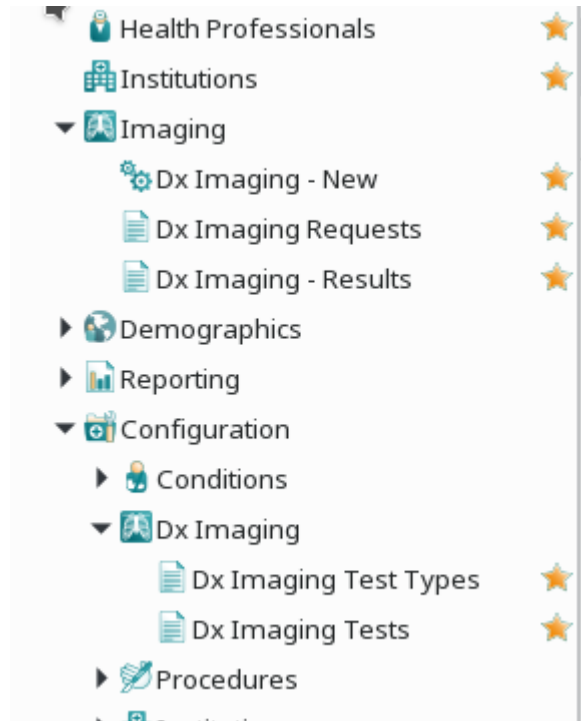 Health Professionals
Institutions
Imaging
Dx Imaging - New
Dx Imaging Requests
Dx Imaging - Results
Demographics
Reporting
Configuration
Conditions
Dx Imaging
Dx Imaging Test Types
Dx Imaging Tests
Procedures